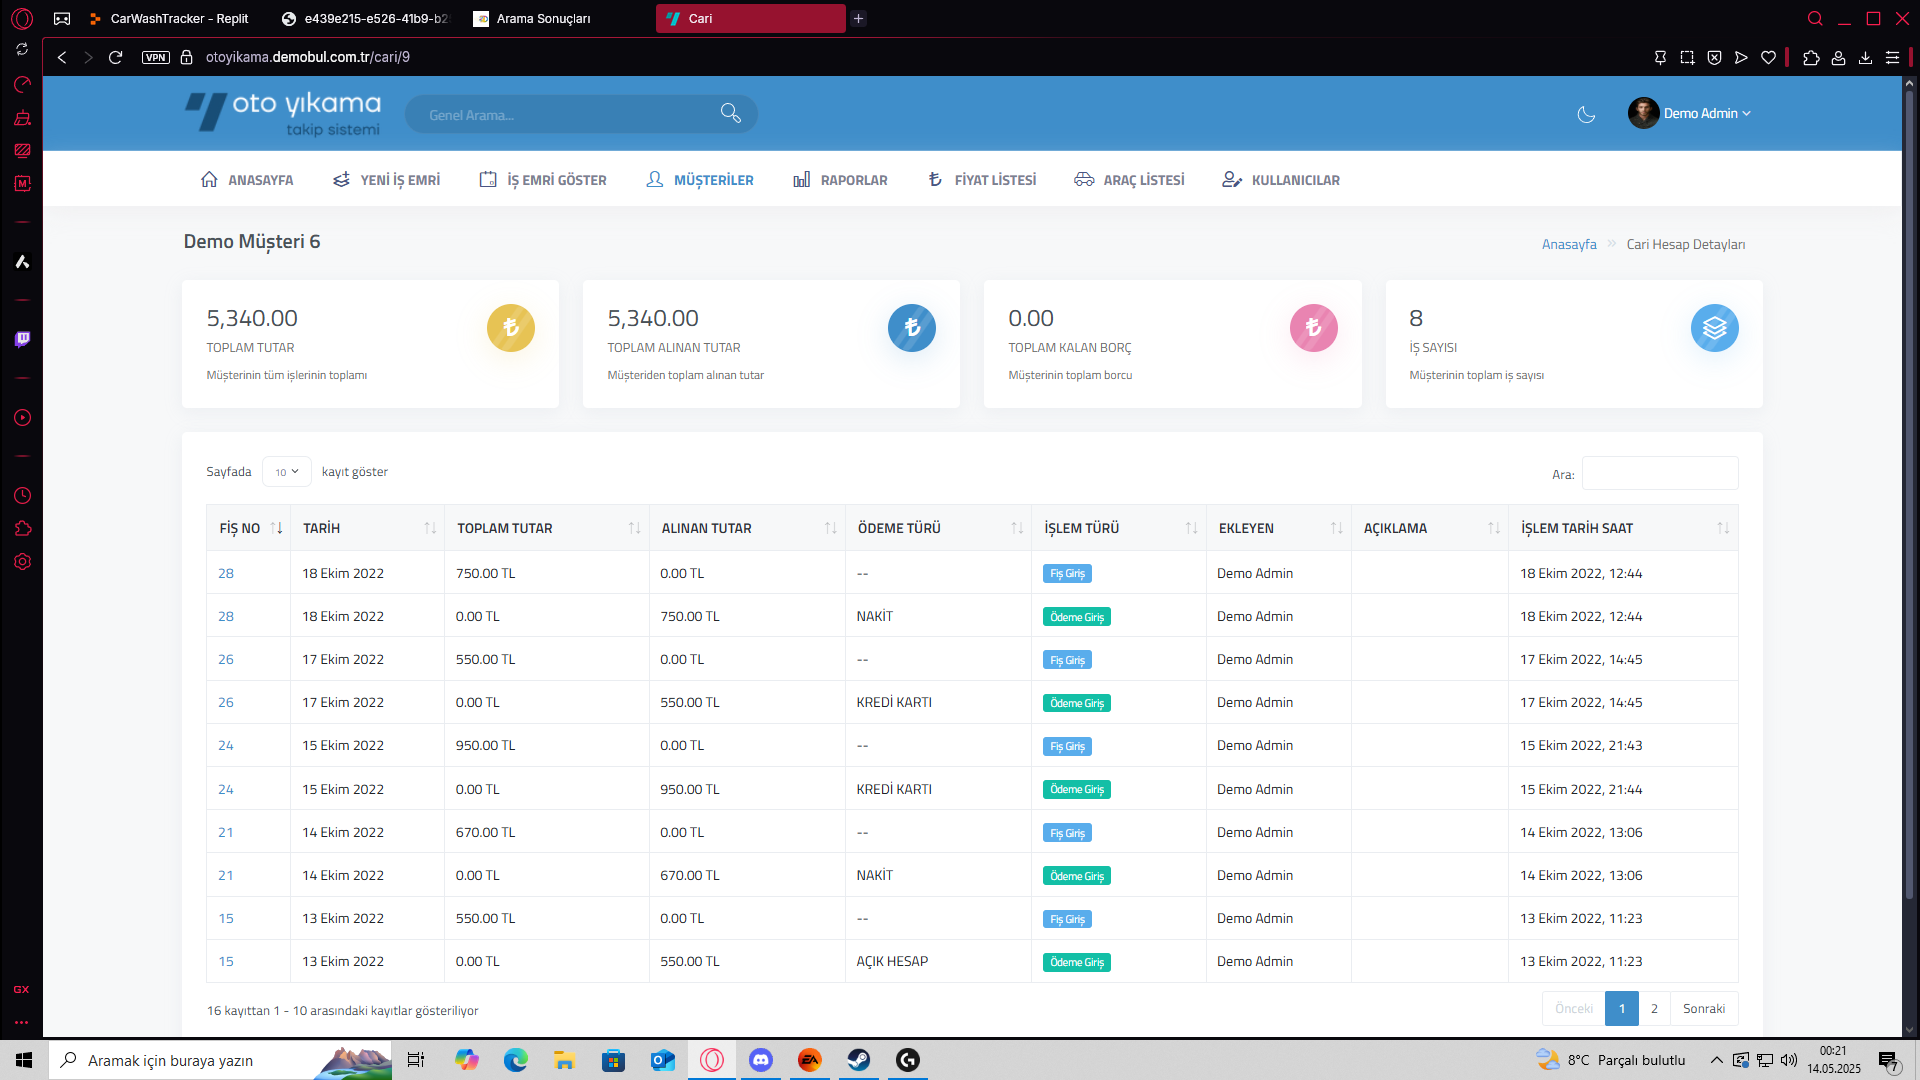 CarWashTracker - Replit
e439e215-e526-41b9-b2
Arama Sonuçları
Cari
VPN
otoyikama.demobul.com.tr/cari/9
oto yıkama
takip sistemi
Genel Arama...
Demo Admin
ANASAYFA
YENİ İŞ EMRİ
İŞ EMRİ GÖSTER
MÜŞTERİLER
RAPORLAR
FİYAT LİSTESİ
ARAÇ LİSTESİ
KULLANICILAR
Demo Müşteri 6
Anasayfa » Cari Hesap Detayları
5,340.00
TOPLAM TUTAR
Müşterinin tüm işlerinin toplamı
5,340.00
TOPLAM ALINAN TUTAR
Müşteriden toplam alınan tutar
0.00
TOPLAM KALAN BORÇ
Müşterinin toplam borcu
8
İŞ SAYISI
Müşterinin toplam iş sayısı
Sayfada 10 kayıt göster
Ara:
FİŞ NO TARİH TOPLAM TUTAR ALINAN TUTAR ÖDEME TÜRÜ İŞLEM TÜRÜ EKLEYEN AÇIKLAMA İŞLEM TARİH SAAT
28 18 Ekim 2022 750.00 TL 0.00 TL -- Fiş Giriş Demo Admin 18 Ekim 2022, 12:44
28 18 Ekim 2022 0.00 TL 750.00 TL NAKİT Ödeme Giriş Demo Admin 18 Ekim 2022, 12:44
26 17 Ekim 2022 550.00 TL 0.00 TL -- Fiş Giriş Demo Admin 17 Ekim 2022, 14:45
26 17 Ekim 2022 0.00 TL 550.00 TL KREDİ KARTI Ödeme Giriş Demo Admin 17 Ekim 2022, 14:45
24 15 Ekim 2022 950.00 TL 0.00 TL -- Fiş Giriş Demo Admin 15 Ekim 2022, 21:43
24 15 Ekim 2022 0.00 TL 950.00 TL KREDİ KARTI Ödeme Giriş Demo Admin 15 Ekim 2022, 21:44
21 14 Ekim 2022 670.00 TL 0.00 TL -- Fiş Giriş Demo Admin 14 Ekim 2022, 13:06
21 14 Ekim 2022 0.00 TL 670.00 TL NAKİT Ödeme Giriş Demo Admin 14 Ekim 2022, 13:06
15 13 Ekim 2022 550.00 TL 0.00 TL -- Fiş Giriş Demo Admin 13 Ekim 2022, 11:23
15 13 Ekim 2022 0.00 TL 550.00 TL AÇIK HESAP Ödeme Giriş Demo Admin 13 Ekim 2022, 11:23
16 kayıttan 1 - 10 arasındaki kayıtlar gösteriliyor
Önceki 1 2 Sonraki
GX
Aramak için buraya yazın
8°C Parçalı bulutlu
00:21
14.05.2025
7